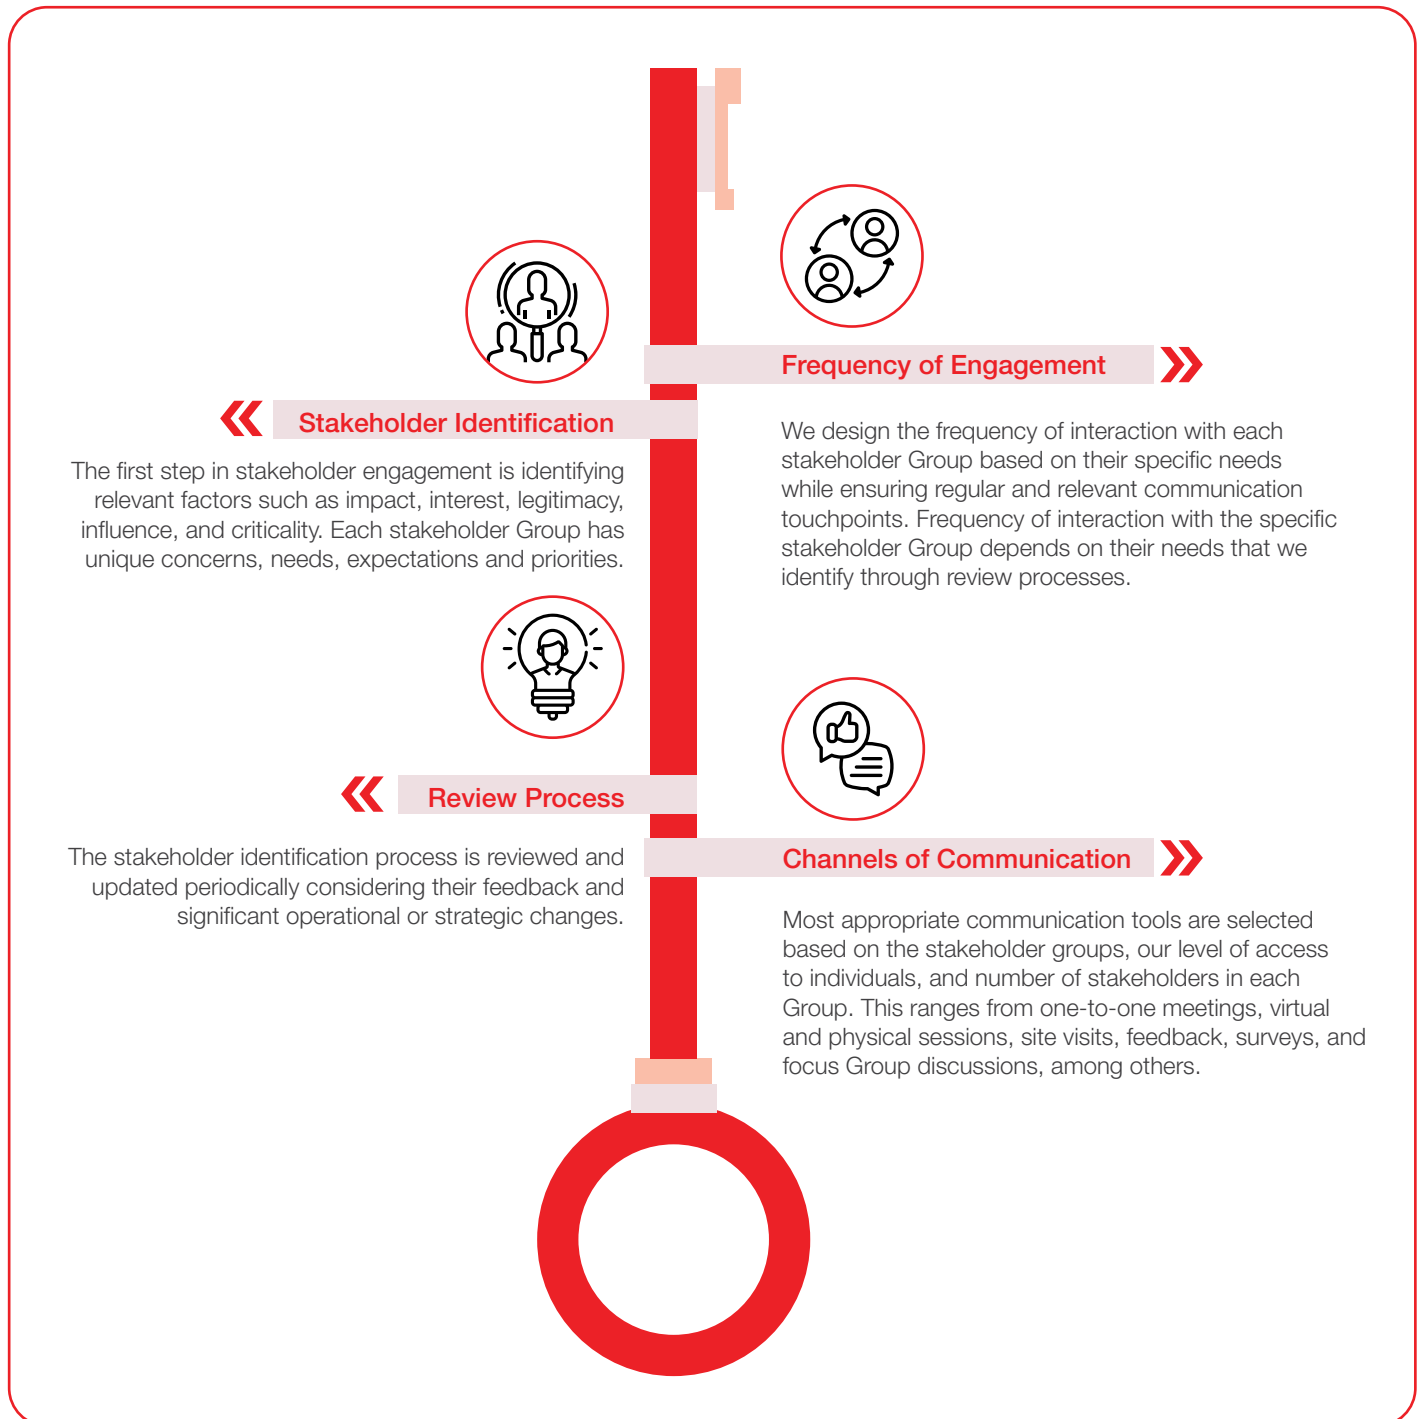 Stakeholder Identification
The first step in stakeholder engagement is identifying
relevant factors such as impact, interest, legitimacy,
influence, and criticality. Each stakeholder Group has
unique concerns, needs, expectations and priorities.
Review Process
The stakeholder identification process is reviewed and
updated periodically considering their feedback and
significant operational or strategic changes.
Frequency of Engagement
We design the frequency of interaction with each
stakeholder Group based on their specific needs
while ensuring regular and relevant communication
touchpoints. Frequency of interaction with the specific
stakeholder Group depends on their needs that we
identify through review processes.
Channels of Communication
Most appropriate communication tools are selected
based on the stakeholder groups, our level of access
to individuals, and number of stakeholders in each
Group. This ranges from one-to-one meetings, virtual
and physical sessions, site visits, feedback, surveys, and
focus Group discussions, among others.